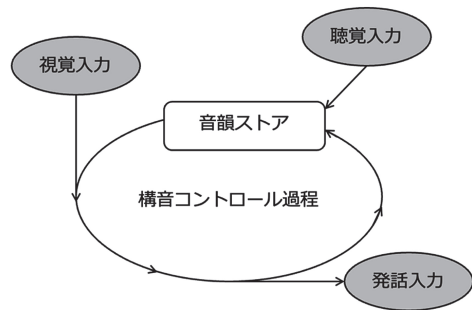 聴覚入力
視覚入力
音韻ストア
構音コントロール過程
発話入力